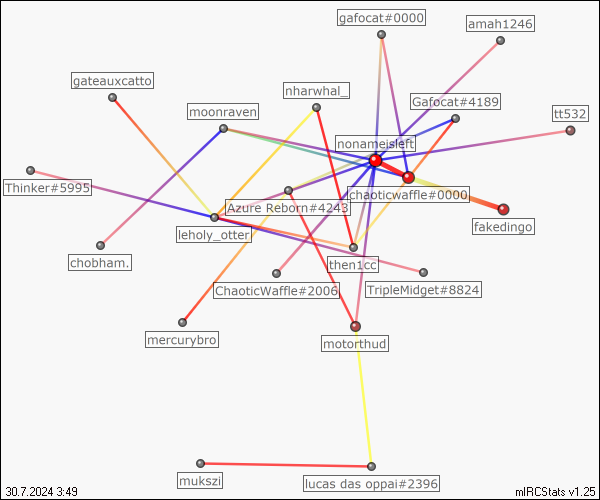 gafocat#0000
amah1246
gateauxcatto
nharwhal_
Gafocat#4189
moonraven
tt532
nonameisleft
Thinker#5995
chaoticwaffle#0000
Azure Reborn#4243
fakedingo
leholy_otter
chobham.
then1cc
ChaoticWaffle#2006
TripleMidget#8824
mercurybro
motorthud
mukszi
lucas das oppai#2396
30.7.2024 3:49
mIRCStats v1.25